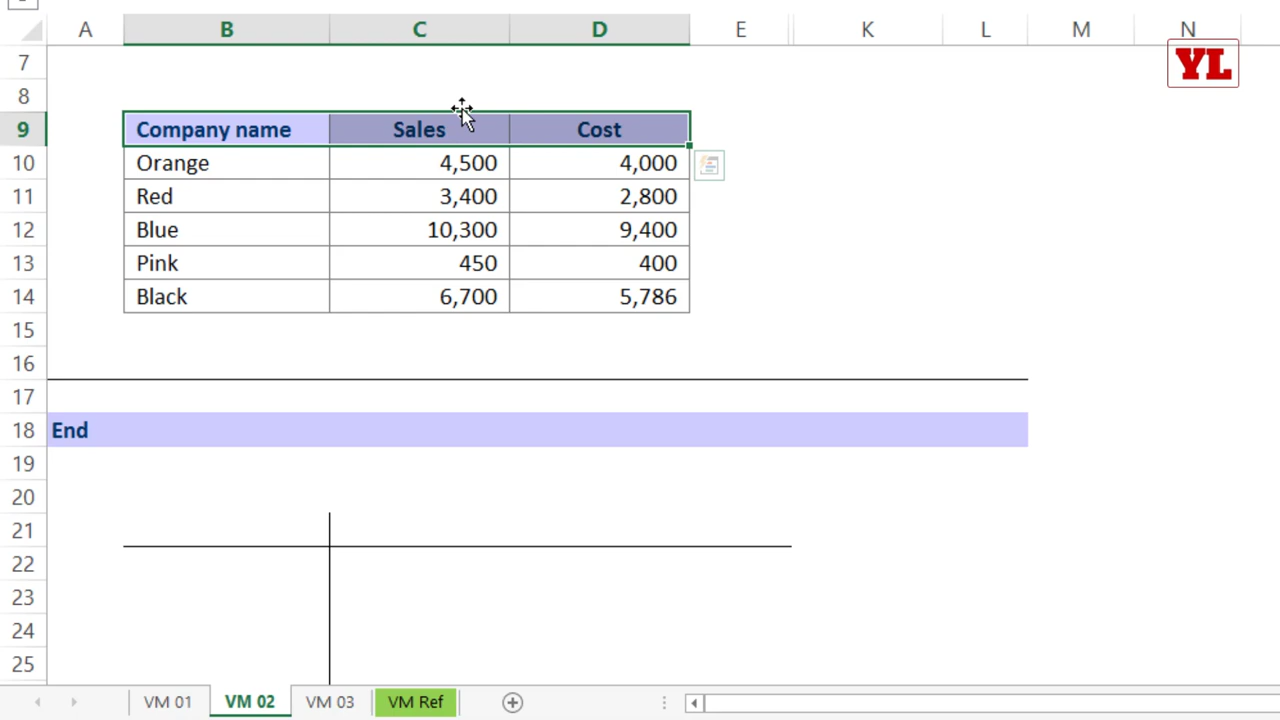 A B C D E K L M N
YL
7
8
9 Company name Sales Cost
10 Orange 4,500 4,000
11 Red 3,400 2,800
12 Blue 10,300 9,400
13 Pink 450 400
14 Black 6,700 5,786
15
16
17
18 End
19
20
21
22
23
24
25
VM 01 VM 02 VM 03 VM Ref